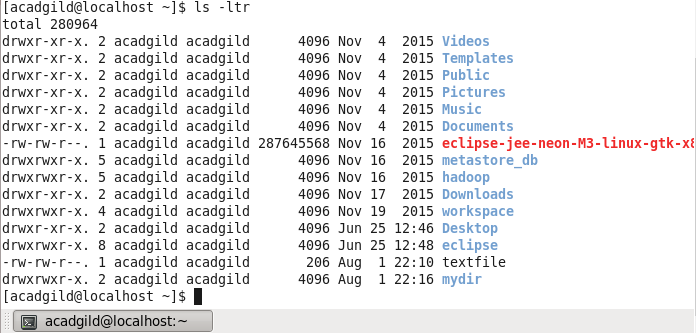 [acadgild@localhost ~]$ ls -ltr
total 280964
drwxr-xr-x. 2 acadgild acadgild      4096 Nov  4  2015 Videos
drwxr-xr-x. 2 acadgild acadgild      4096 Nov  4  2015 Templates
drwxr-xr-x. 2 acadgild acadgild      4096 Nov  4  2015 Public
drwxr-xr-x. 2 acadgild acadgild      4096 Nov  4  2015 Pictures
drwxr-xr-x. 2 acadgild acadgild      4096 Nov  4  2015 Music
drwxr-xr-x. 2 acadgild acadgild      4096 Nov  4  2015 Documents
-rw-rw-r--. 1 acadgild acadgild 287645568 Nov 16  2015 eclipse-jee-neon-M3-linux-gtk-x8
drwxrwxr-x. 5 acadgild acadgild      4096 Nov 16  2015 metastore_db
drwxrwxr-x. 5 acadgild acadgild      4096 Nov 16  2015 hadoop
drwxr-xr-x. 2 acadgild acadgild      4096 Nov 17  2015 Downloads
drwxrwxr-x. 4 acadgild acadgild      4096 Nov 19  2015 workspace
drwxr-xr-x. 2 acadgild acadgild      4096 Jun 25 12:46 Desktop
drwxrwxr-x. 8 acadgild acadgild      4096 Jun 25 12:48 eclipse
-rw-rw-r--. 1 acadgild acadgild       206 Aug  1 22:10 textfile
drwxrwxr-x. 2 acadgild acadgild      4096 Aug  1 22:16 mydir
[acadgild@localhost ~]$
acadgild@localhost:~